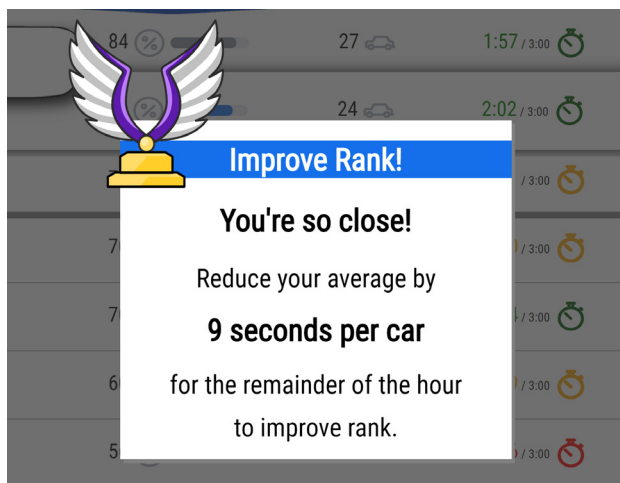 84 % 27 1:57 / 3:00
% 24 2:02 / 3:00
Improve Rank!
/ 3:00
You're so close!
/ 3:00
Reduce your average by
9 seconds per car
/ 3:00
for the remainder of the hour
/ 3:00
to improve rank.
/ 3:00